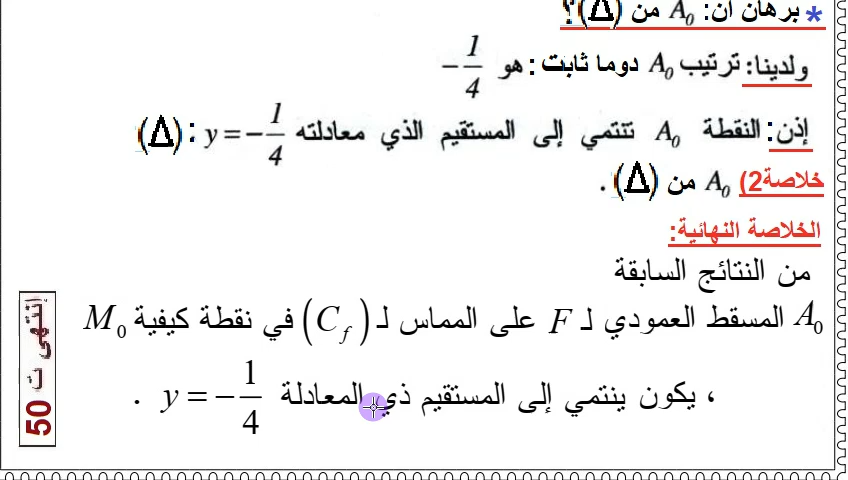 * برهان أن: A₀ من (Δ)؟
ولدينا: ترتيب A₀ دوما ثابت : هو -1/4
إذن: النقطة A₀ تنتمي إلى المستقيم الذي معادلته y = -1/4 : (Δ)
خلاصة2) A₀ من (Δ) .
الخلاصة النهائية:
من النتائج السابقة
A₀ المسقط العمودي لـ F على المماس لـ (C_f) في نقطة كيفية M₀
، يكون ينتمي إلى المستقيم ذي المعادلة y = -1/4 .
إنتهى ت 50